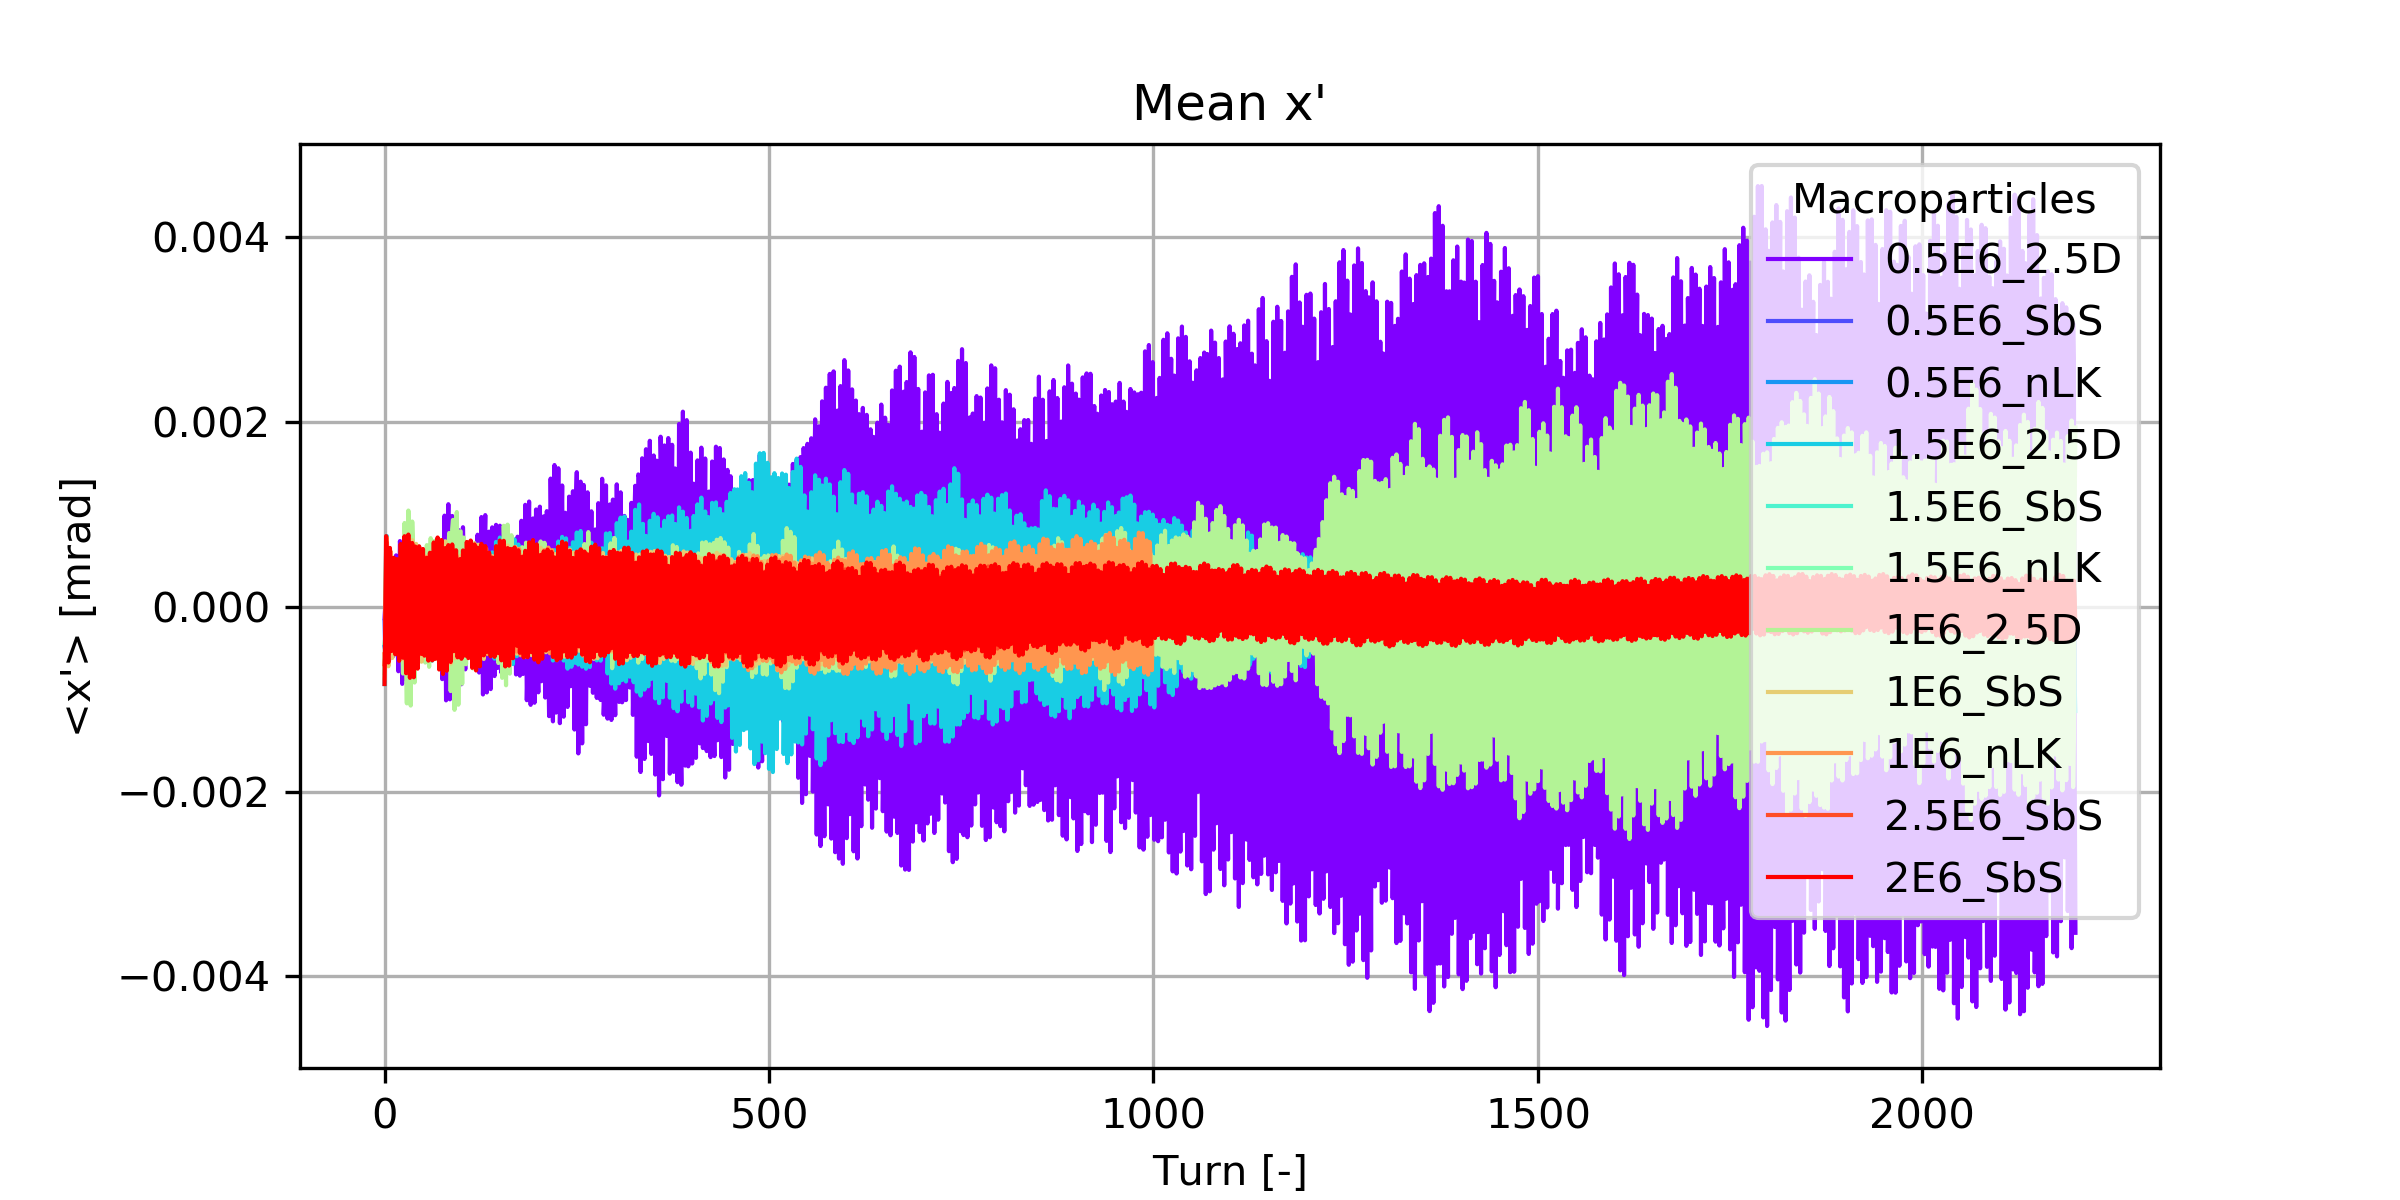 Mean x'
<x'> [mrad]
0.004
0.002
0.000
−0.002
−0.004
Macroparticles
0.5E6_2.5D
0.5E6_SbS
0.5E6_nLK
1.5E6_2.5D
1.5E6_SbS
1.5E6_nLK
1E6_2.5D
1E6_SbS
1E6_nLK
2.5E6_SbS
2E6_SbS
0 500 1000 1500 2000
Turn [-]